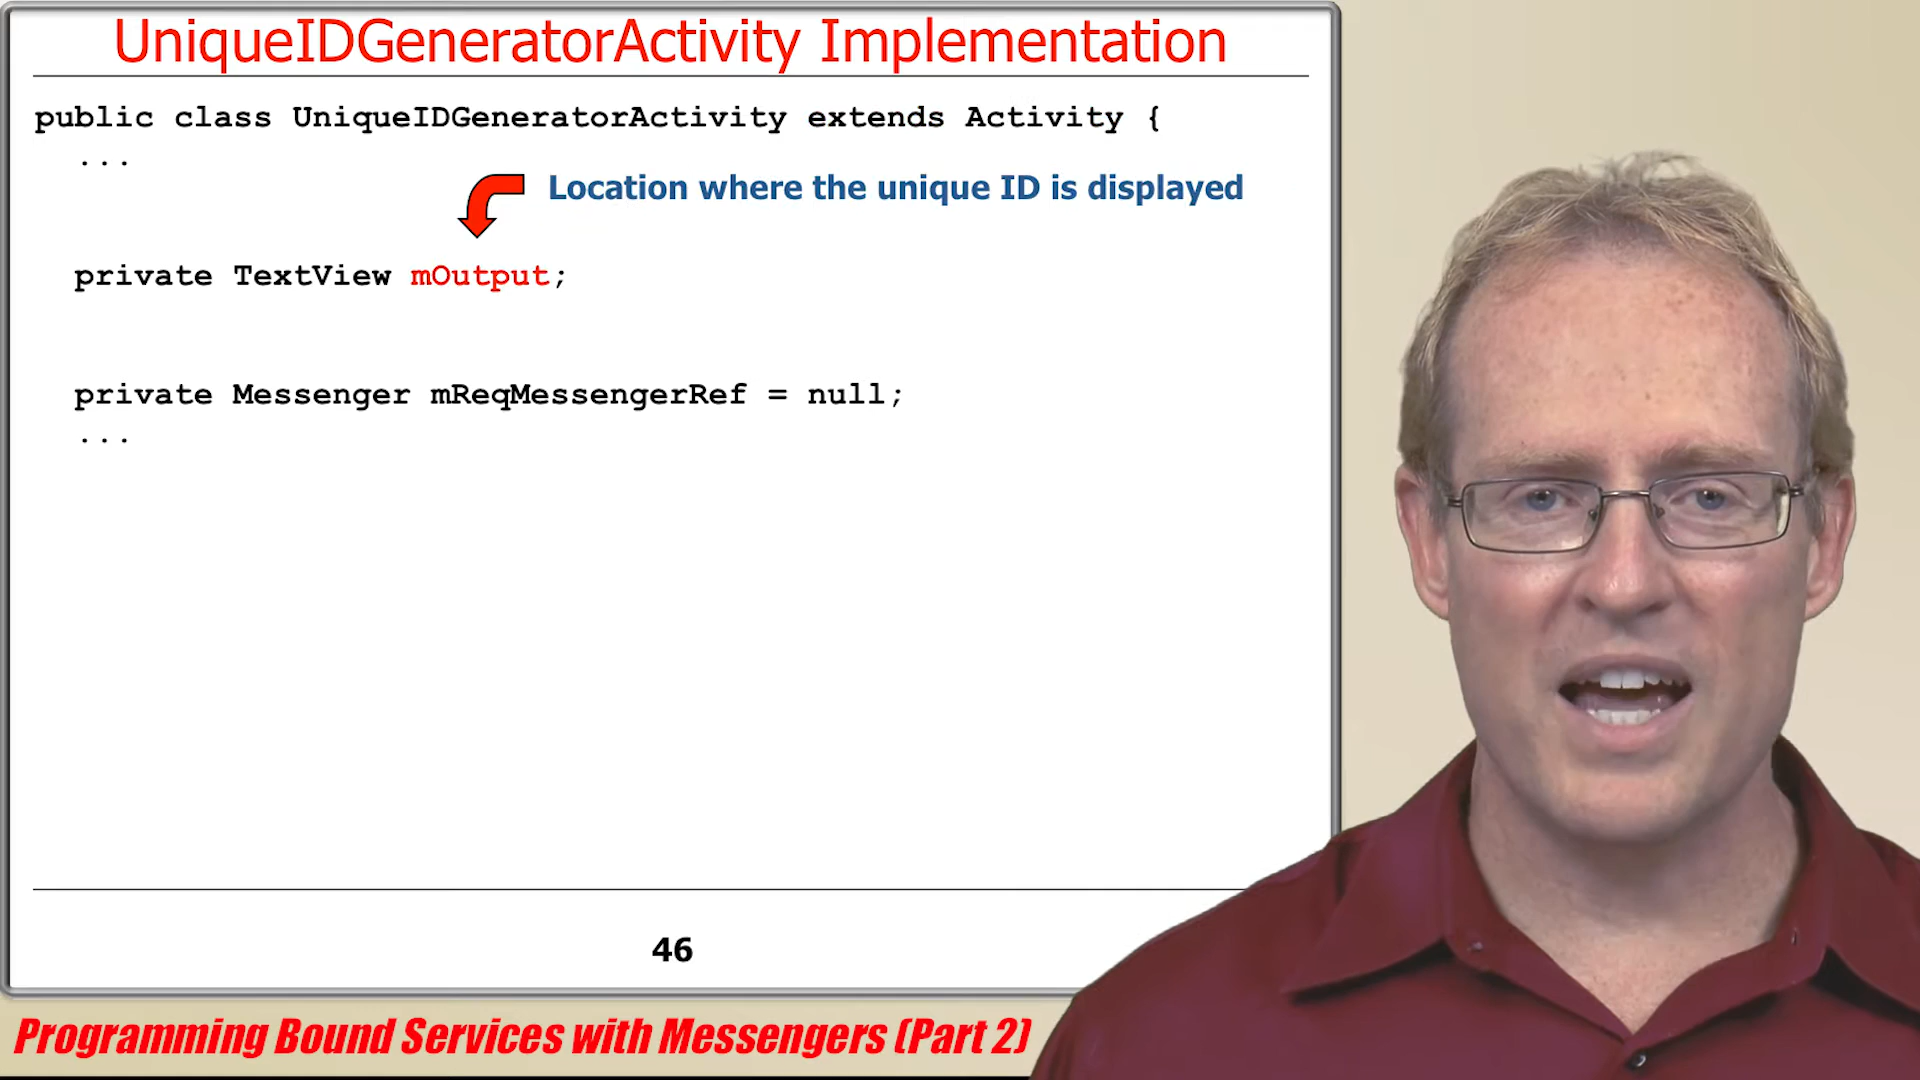 UniqueIDGeneratorActivity Implementation
public class UniqueIDGeneratorActivity extends Activity {
...
Location where the unique ID is displayed
private TextView mOutput;
private Messenger mReqMessengerRef = null;
...
46
Programming Bound Services with Messengers (Part 2)